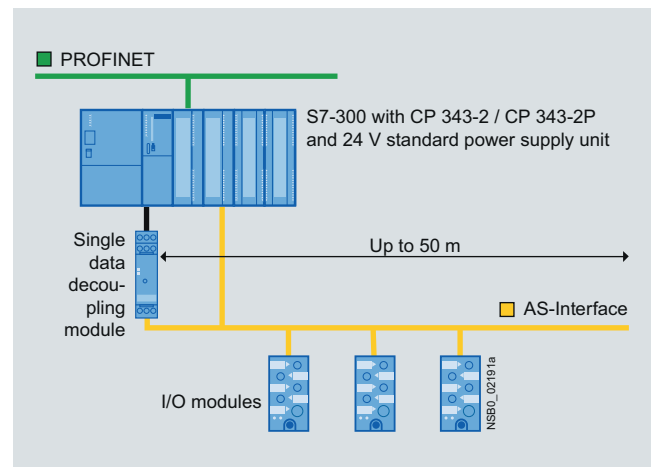 PROFINET
S7-300 with CP 343-2 / CP 343-2P
and 24 V standard power supply unit
Single
data
decou-
pling
module
Up to 50 m
AS-Interface
I/O modules
NSB0_02191a